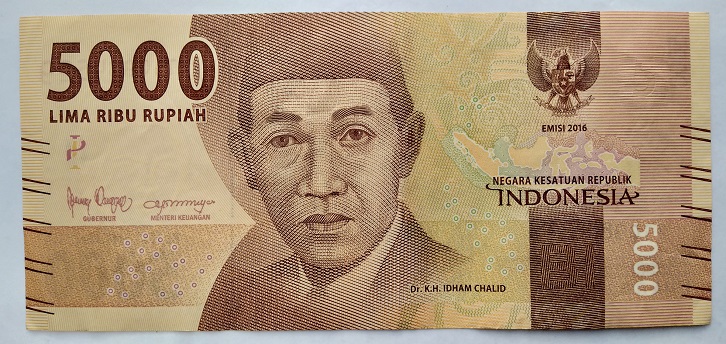 5000
LIMA RIBU RUPIAH
GUBERNUR
MENTERI KEUANGAN
EMISI 2016
NEGARA KESATUAN REPUBLIK
INDONESIA
5000
Dr. K.H. IDHAM CHALID